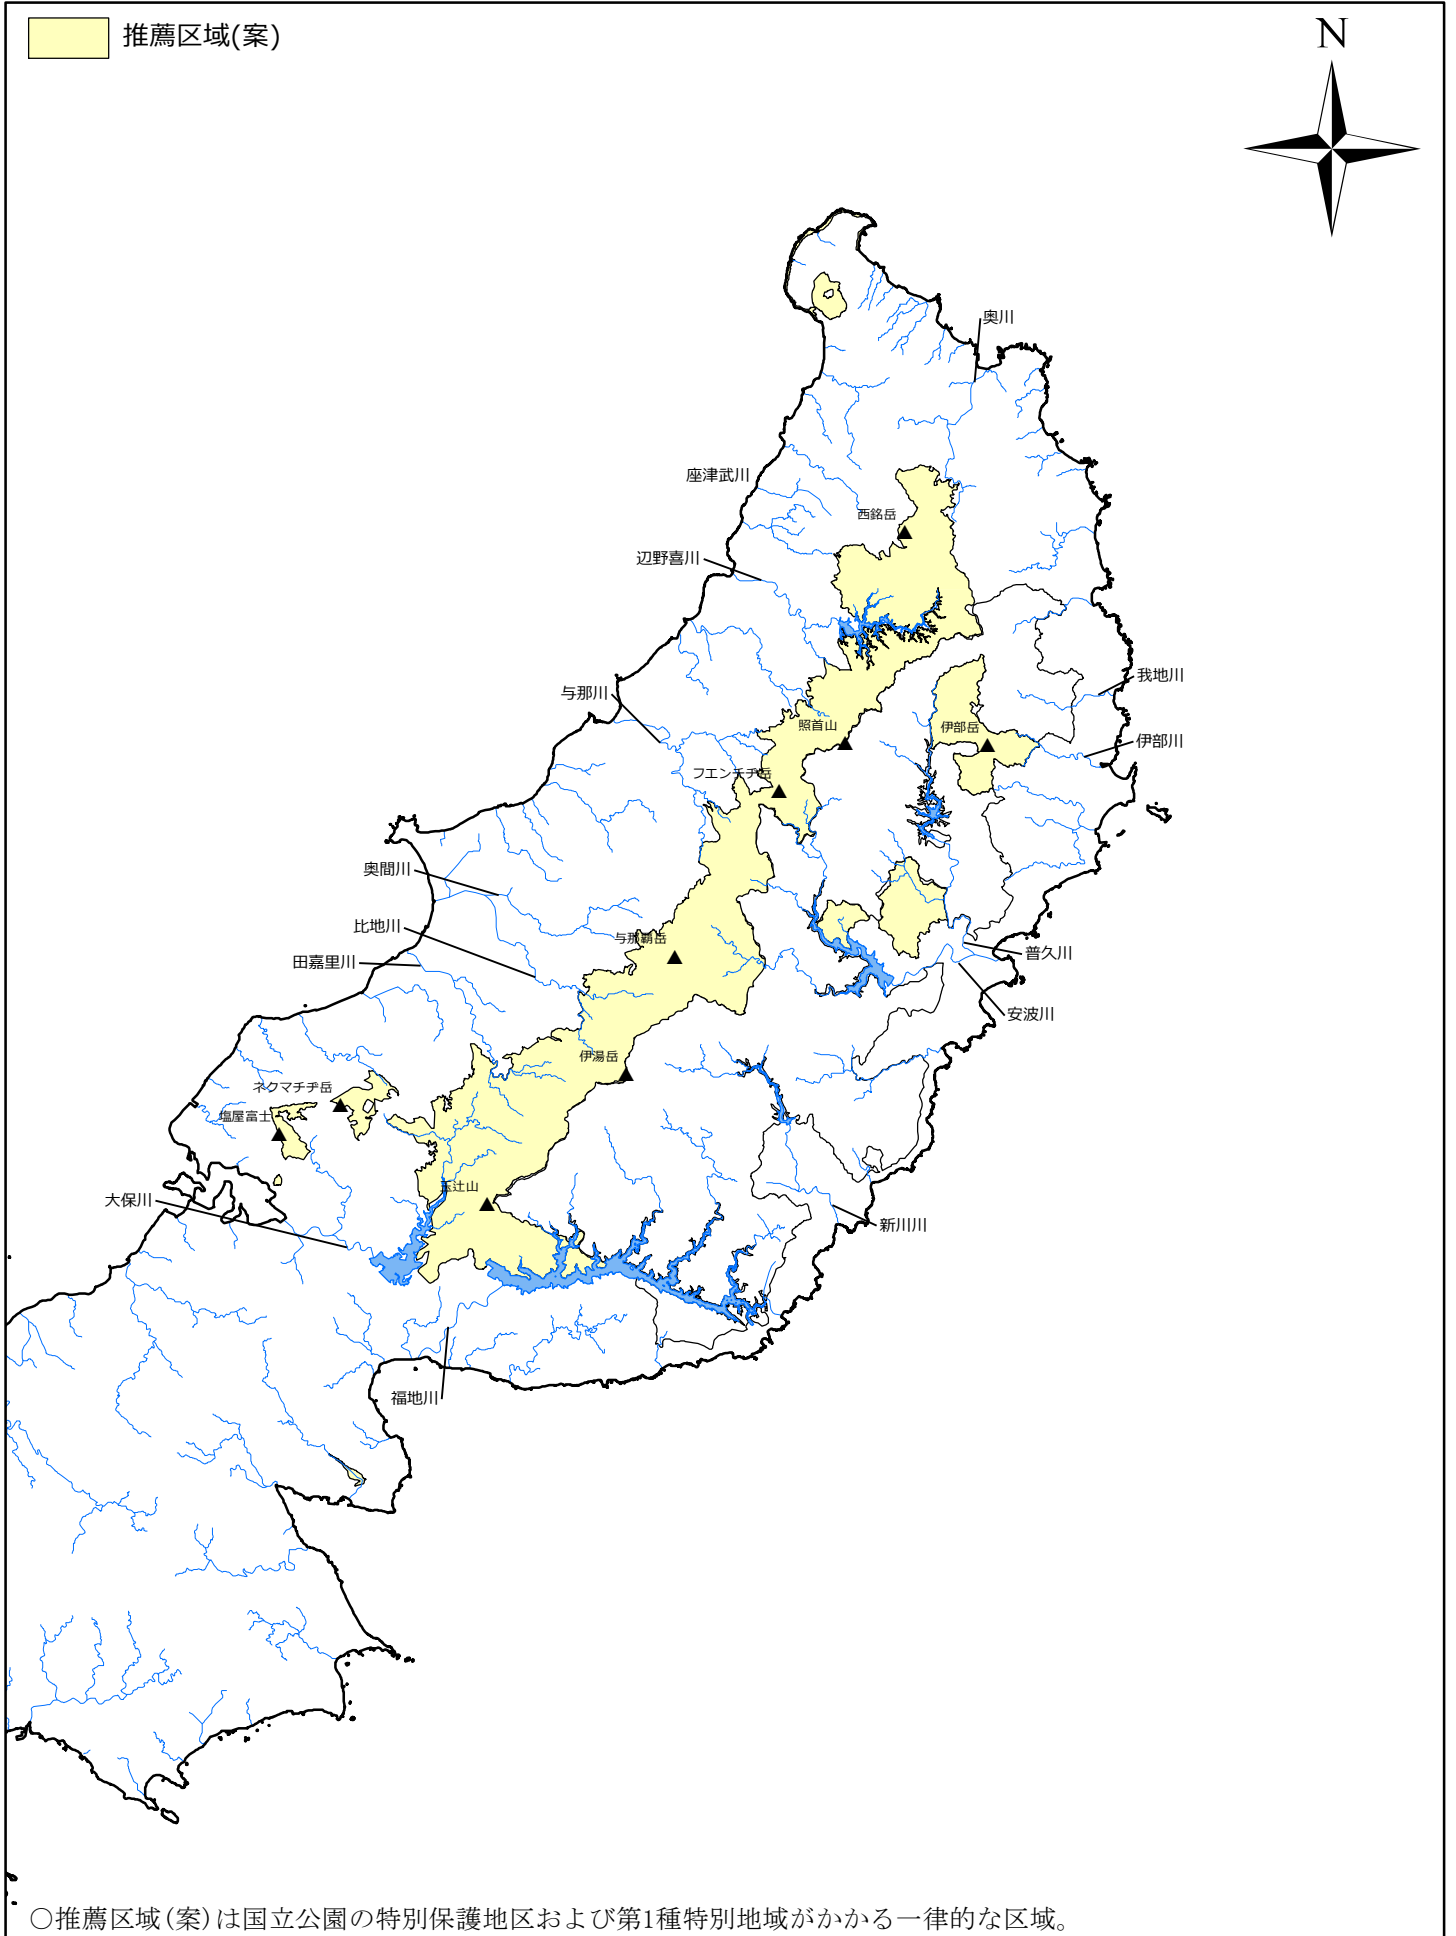 推薦区域(案)
N
奥川
座津武川
西銘岳
辺野喜川
我地川
与那川
照首山
伊部岳
伊部川
フエンチヂ岳
奥間川
比地川
与那覇岳
田嘉里川
普久川
安波川
伊湯岳
ネクマチヂ岳
塩屋富士
玉辻山
大保川
新川川
福地川
○推薦区域(案)は国立公園の特別保護地区および第1種特別地域がかかる一律的な区域。